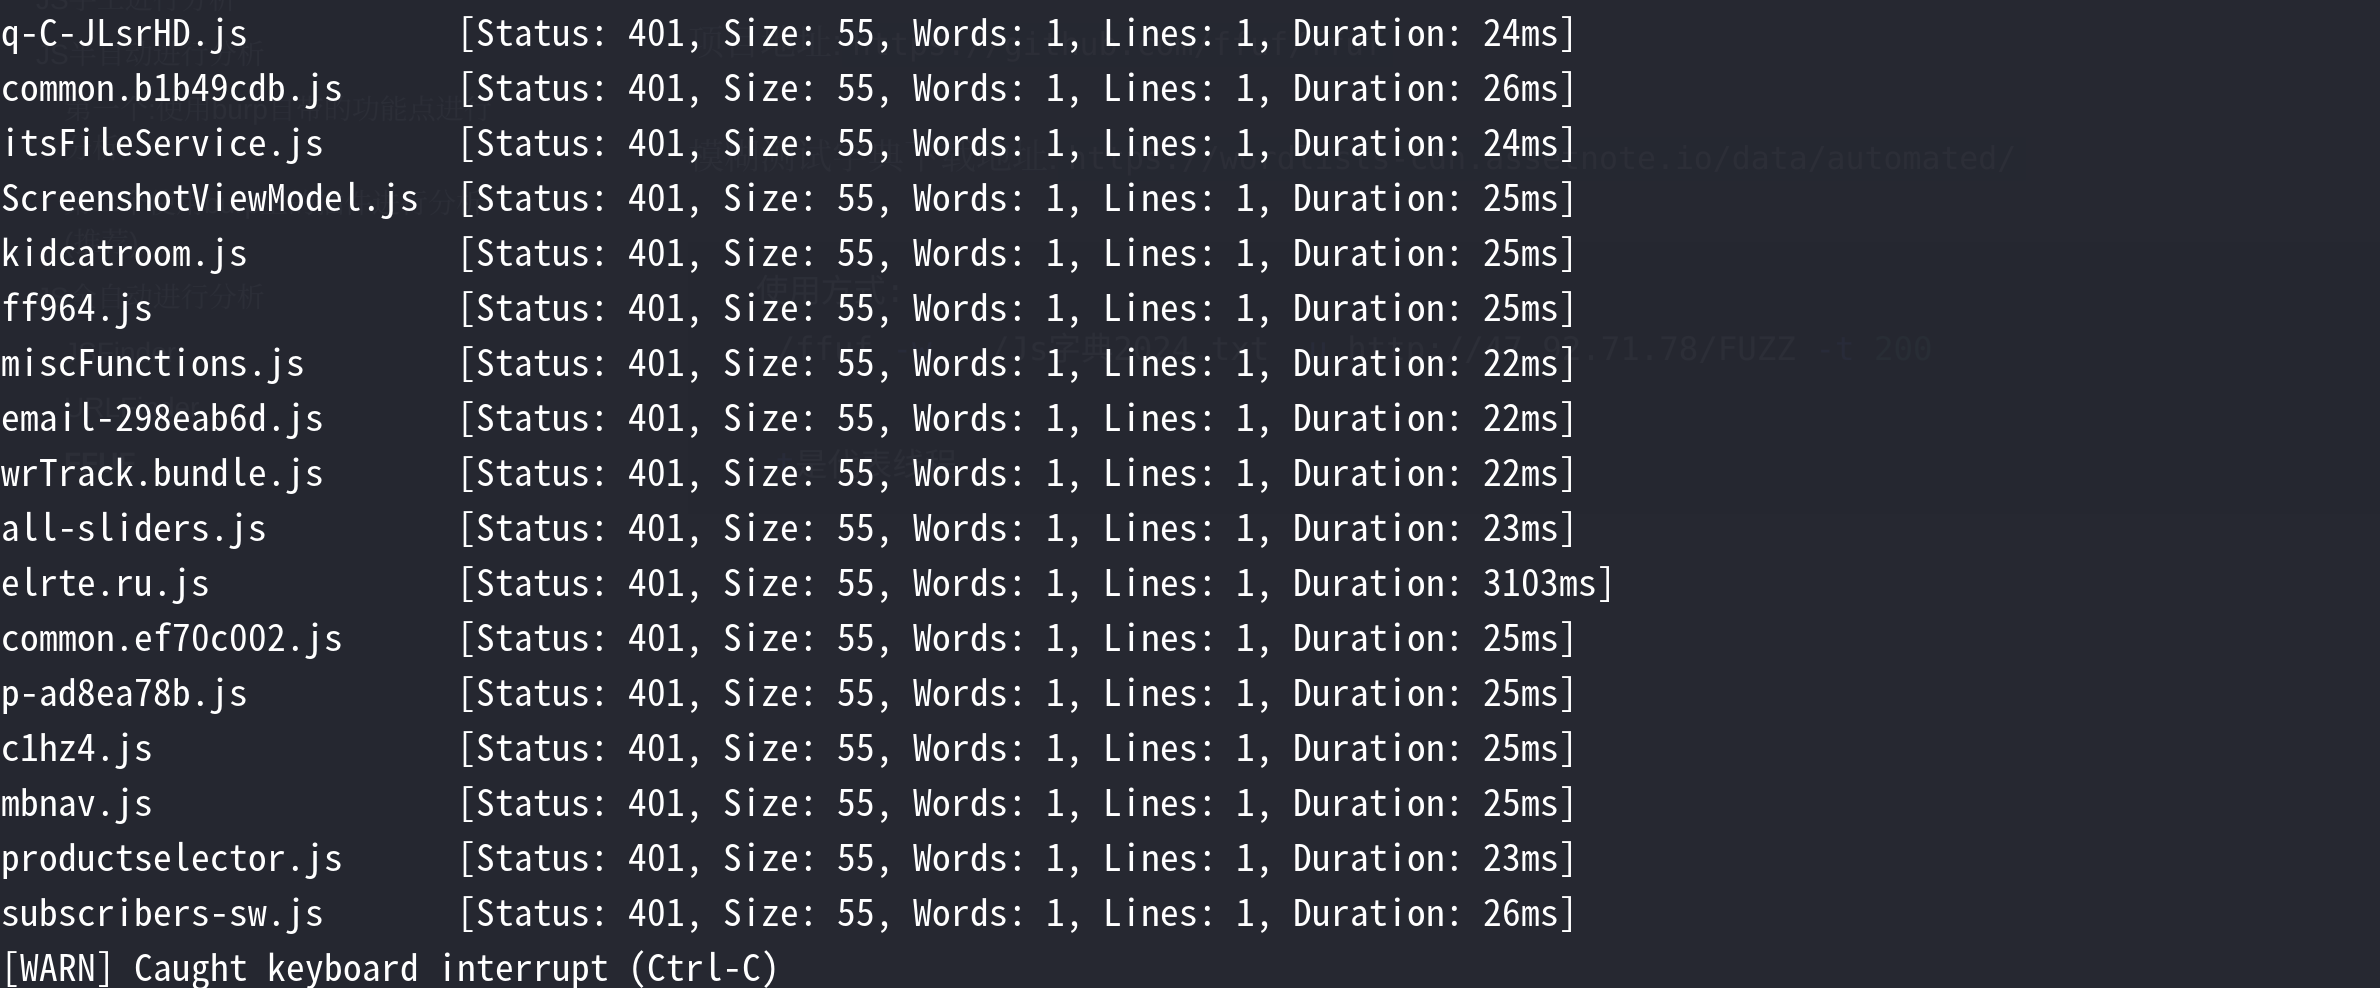 q-C-JLsrHD.js [Status: 401, Size: 55, Words: 1, Lines: 1, Duration: 24ms]
common.b1b49cdb.js [Status: 401, Size: 55, Words: 1, Lines: 1, Duration: 26ms]
itsFileService.js [Status: 401, Size: 55, Words: 1, Lines: 1, Duration: 24ms]
ScreenshotViewModel.js [Status: 401, Size: 55, Words: 1, Lines: 1, Duration: 25ms]
kidcatroom.js [Status: 401, Size: 55, Words: 1, Lines: 1, Duration: 25ms]
ff964.js [Status: 401, Size: 55, Words: 1, Lines: 1, Duration: 25ms]
miscFunctions.js [Status: 401, Size: 55, Words: 1, Lines: 1, Duration: 22ms]
email-298eab6d.js [Status: 401, Size: 55, Words: 1, Lines: 1, Duration: 22ms]
wrTrack.bundle.js [Status: 401, Size: 55, Words: 1, Lines: 1, Duration: 22ms]
all-sliders.js [Status: 401, Size: 55, Words: 1, Lines: 1, Duration: 23ms]
elrte.ru.js [Status: 401, Size: 55, Words: 1, Lines: 1, Duration: 3103ms]
common.ef70c002.js [Status: 401, Size: 55, Words: 1, Lines: 1, Duration: 25ms]
p-ad8ea78b.js [Status: 401, Size: 55, Words: 1, Lines: 1, Duration: 25ms]
c1hz4.js [Status: 401, Size: 55, Words: 1, Lines: 1, Duration: 25ms]
mbnav.js [Status: 401, Size: 55, Words: 1, Lines: 1, Duration: 25ms]
productselector.js [Status: 401, Size: 55, Words: 1, Lines: 1, Duration: 23ms]
subscribers-sw.js [Status: 401, Size: 55, Words: 1, Lines: 1, Duration: 26ms]
[WARN] Caught keyboard interrupt (Ctrl-C)